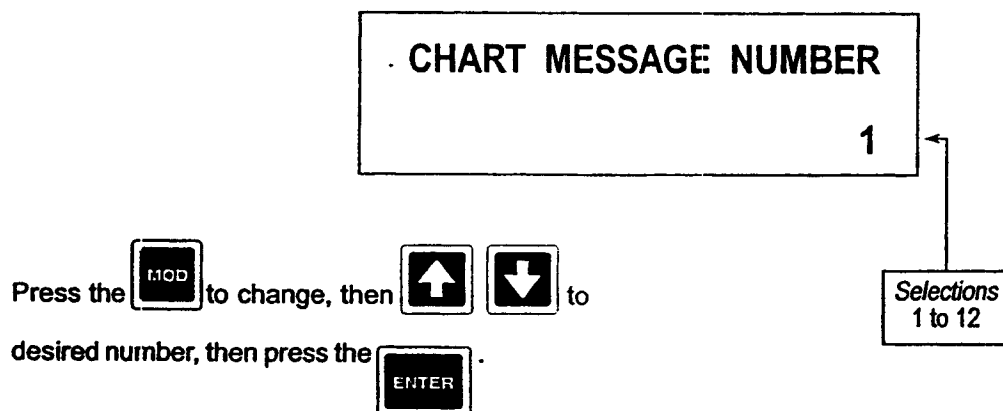 CHART MESSAGE NUMBER
1
Press the MOD to change, then to
desired number, then press the ENTER .
Selections
1 to 12